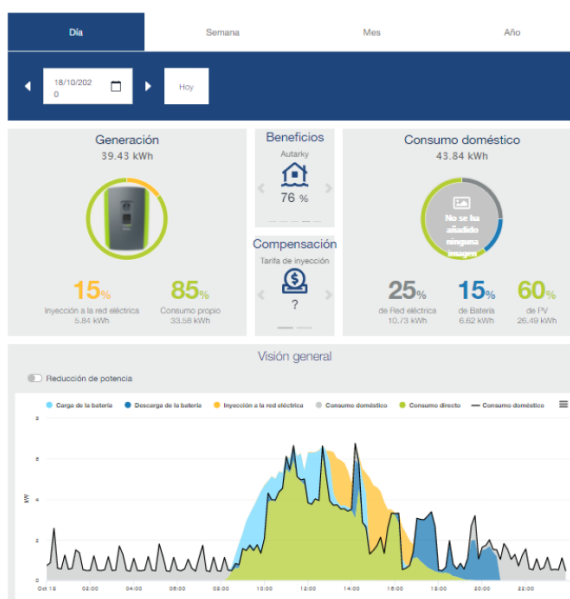 Día Semana Mes Año
18/10/202
0
Hoy
Generación
39.43 kWh
Beneficios
Autarky
76 %
Consumo doméstico
43.84 kWh
No se ha
añadido
ninguna
imagen
Compensación
Tarifa de inyección
?
15%
Inyección a la red eléctrica
5.84 kWh
85%
Consumo propio
33.58 kWh
25%
de Red eléctrica
10.73 kWh
15%
de Batería
6.62 kWh
60%
de PV
26.49 kWh
Visión general
Reducción de potencia
Carga de la batería Descarga de la batería Inyección a la red eléctrica Consumo doméstico Consumo directo Consumo doméstico
8
6
4
2
0
kW
Oct 18 02:00 04:00 06:00 08:00 10:00 12:00 14:00 16:00 18:00 20:00 22:00